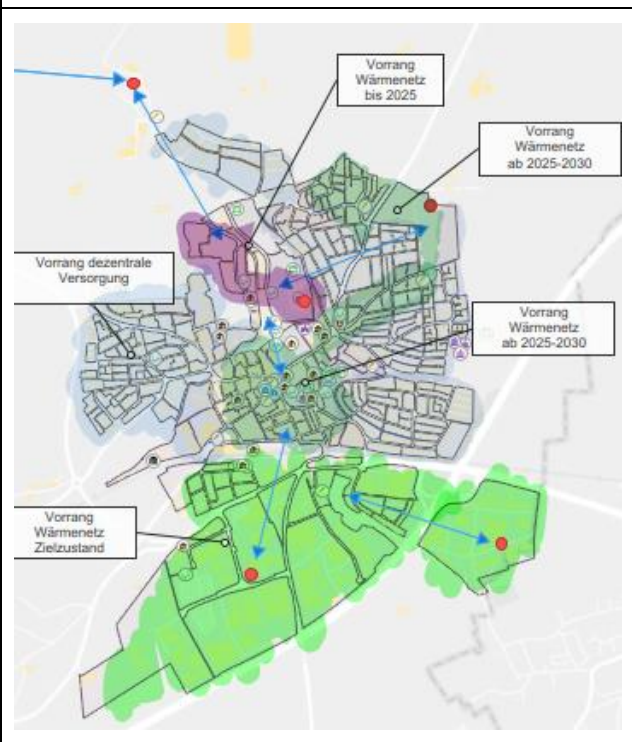 Vorrang
Wärmenetz
bis 2025
Vorrang
Wärmenetz
ab 2025-2030
Vorrang dezentrale
Versorgung
Vorrang
Wärmenetz
ab 2025-2030
Vorrang
Wärmenetz
Zielzustand